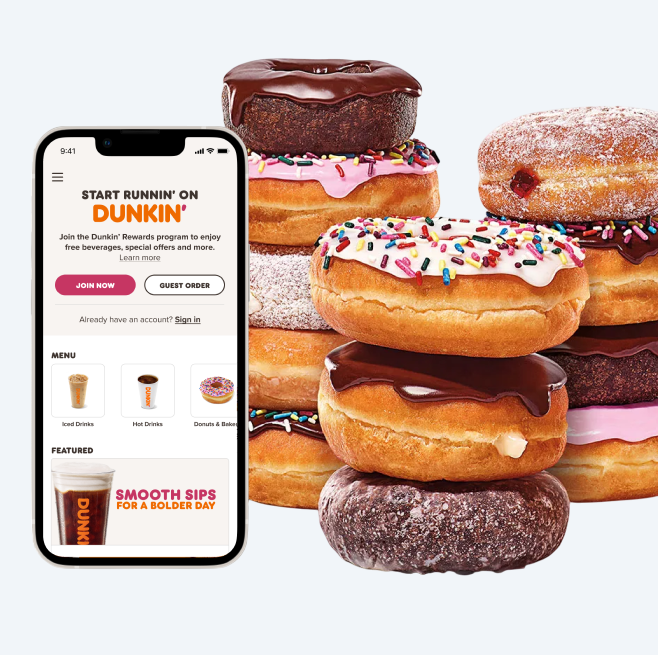 9:41
START RUNNIN' ON
DUNKIN'
Join the Dunkin' Rewards program to enjoy
free beverages, special offers and more.
Learn more
JOIN NOW
GUEST ORDER
Already have an account? Sign in
MENU
DUNKIN'
Iced Drinks
Hot Drinks
Donuts & Baker
FEATURED
DUNKI
SMOOTH SIPS
FOR A BOLDER DAY